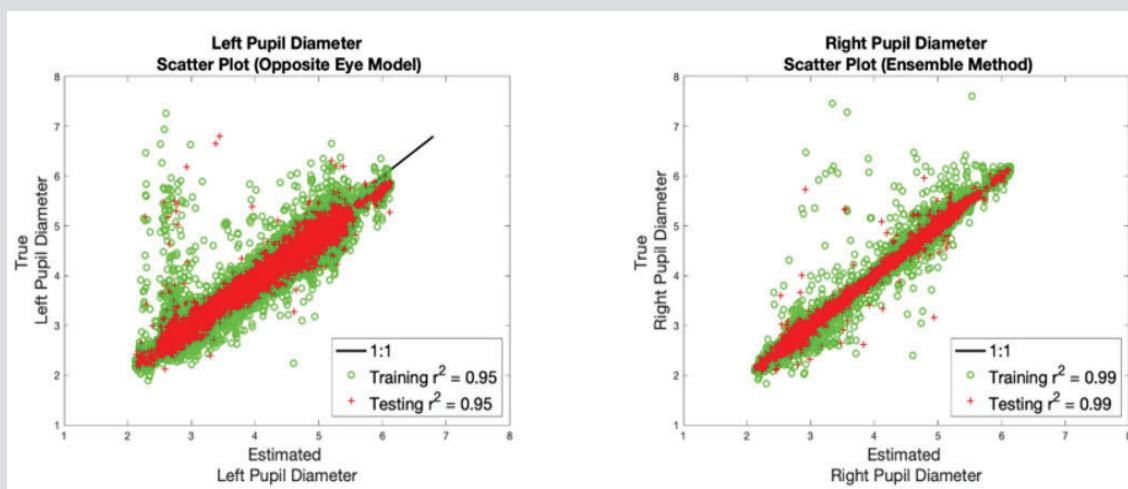 Left Pupil Diameter
Scatter Plot (Opposite Eye Model)
8
7
6
5
4
3
2
1
True
Left Pupil Diameter
1:1
Training r² = 0.95
Testing r² = 0.95
1 2 3 4 5 6 7 8
Estimated
Left Pupil Diameter
Right Pupil Diameter
Scatter Plot (Ensemble Method)
8
7
6
5
4
3
2
1
True
Right Pupil Diameter
1:1
Training r² = 0.99
Testing r² = 0.99
1 2 3 4 5 6 7 8
Estimated
Right Pupil Diameter